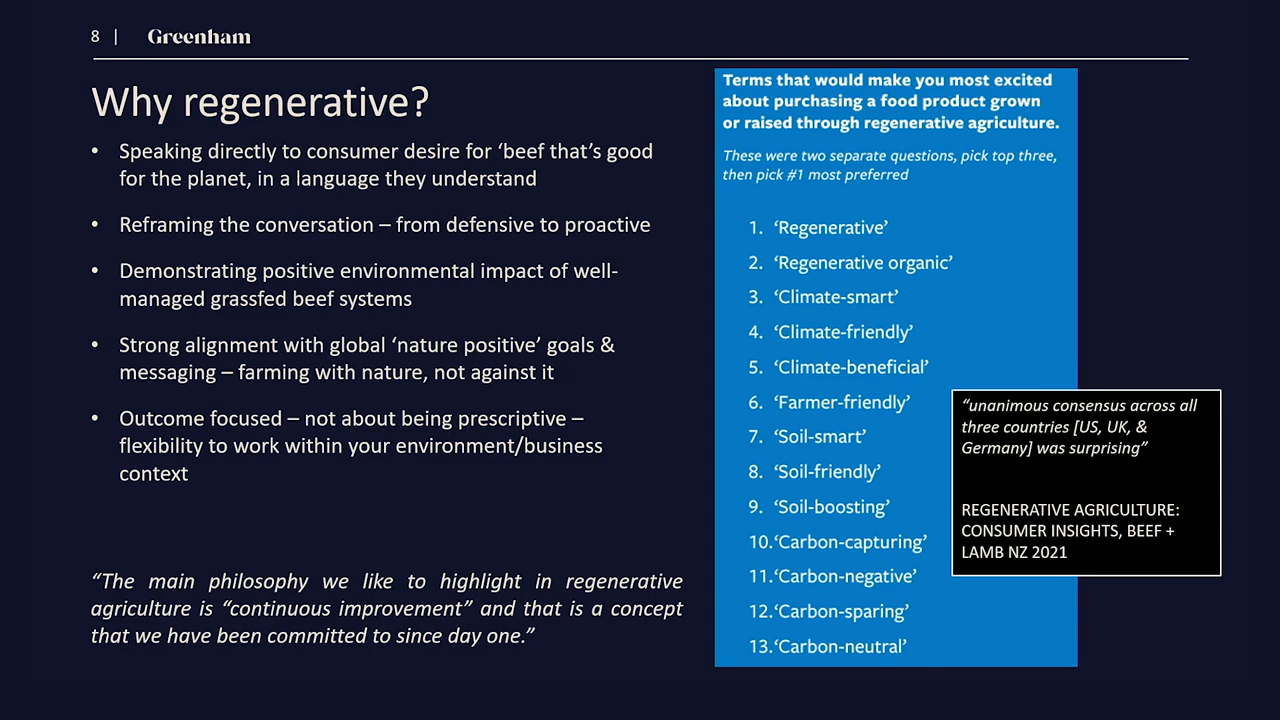 8 | Greenham
Why regenerative?
• Speaking directly to consumer desire for ‘beef that’s good
for the planet, in a language they understand
• Reframing the conversation – from defensive to proactive
• Demonstrating positive environmental impact of well-
managed grassfed beef systems
• Strong alignment with global ‘nature positive’ goals &
messaging – farming with nature, not against it
• Outcome focused – not about being prescriptive –
flexibility to work within your environment/business
context
“The main philosophy we like to highlight in regenerative
agriculture is “continuous improvement” and that is a concept
that we have been committed to since day one.”
Terms that would make you most excited
about purchasing a food product grown
or raised through regenerative agriculture.
These were two separate questions, pick top three,
then pick #1 most preferred
1. ‘Regenerative’
2. ‘Regenerative organic’
3. ‘Climate-smart’
4. ‘Climate-friendly’
5. ‘Climate-beneficial’
6. ‘Farmer-friendly’
7. ‘Soil-smart’
8. ‘Soil-friendly’
9. ‘Soil-boosting’
10.‘Carbon-capturing’
11.‘Carbon-negative’
12.‘Carbon-sparing’
13.‘Carbon-neutral’
“unanimous consensus across all
three countries [US, UK, &
Germany] was surprising”
REGENERATIVE AGRICULTURE:
CONSUMER INSIGHTS, BEEF +
LAMB NZ 2021